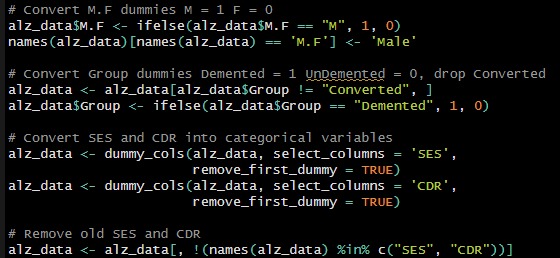 # Convert M.F dummies M = 1 F = 0
alz_data$M.F <- ifelse(alz_data$M.F == "M", 1, 0)
names(alz_data)[names(alz_data) == 'M.F'] <- 'Male'
# Convert Group dummies Demented = 1 UnDemented = 0, drop Converted
alz_data <- alz_data[alz_data$Group != "Converted", ]
alz_data$Group <- ifelse(alz_data$Group == "Demented", 1, 0)
# Convert SES and CDR into categorical variables
alz_data <- dummy_cols(alz_data, select_columns = 'SES',
remove_first_dummy = TRUE)
alz_data <- dummy_cols(alz_data, select_columns = 'CDR',
remove_first_dummy = TRUE)
# Remove old SES and CDR
alz_data <- alz_data[, !(names(alz_data) %in% c("SES", "CDR"))]